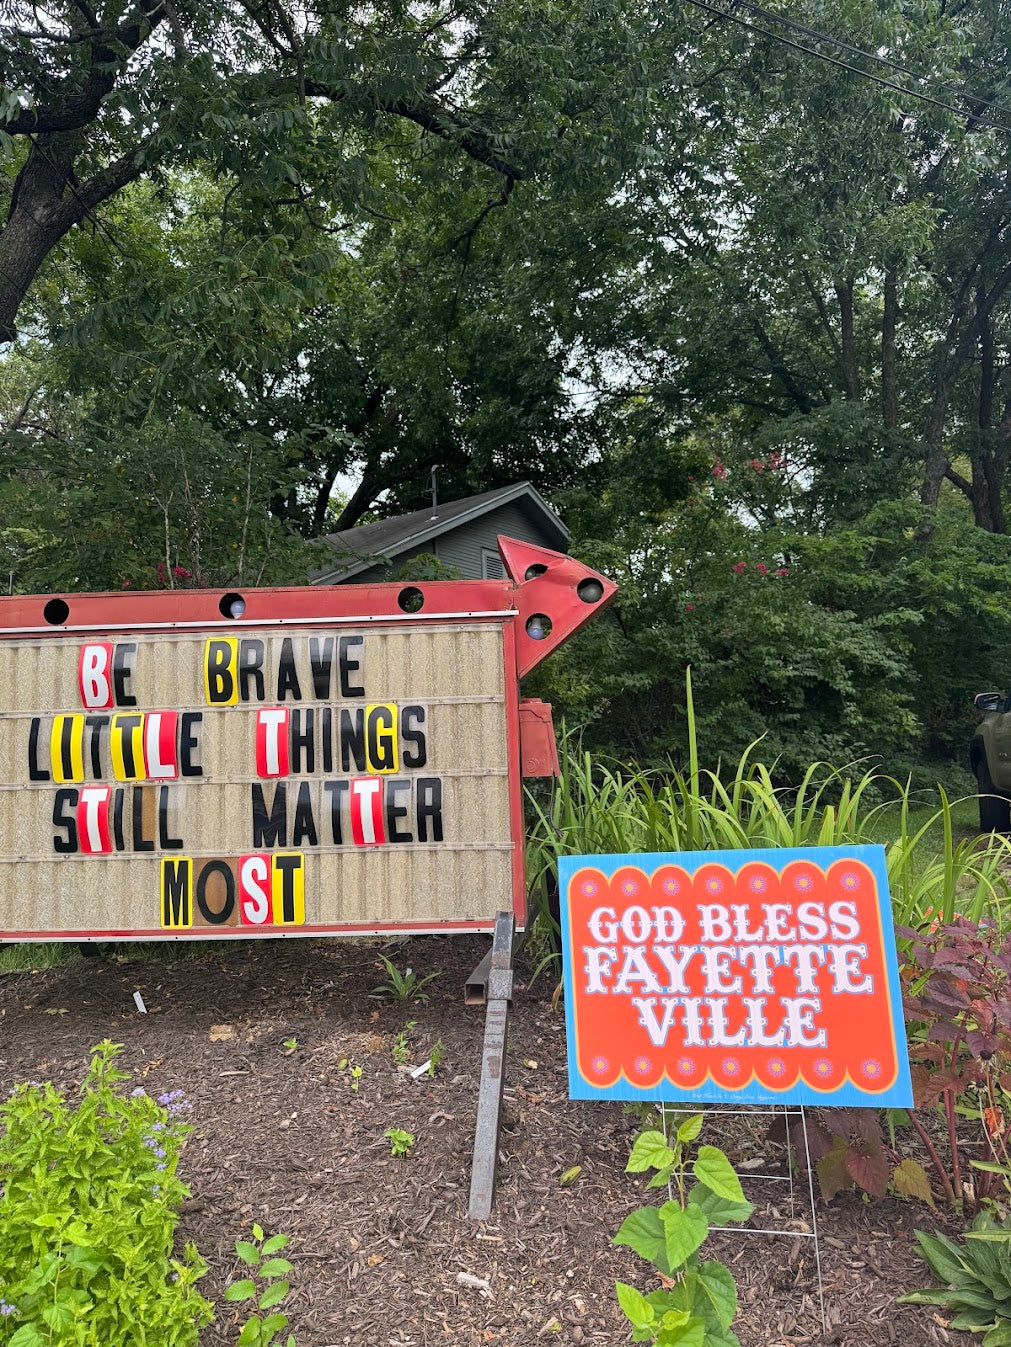 BE BRAVE
LITTLE THINGS
STILL MATTER
MOST
GOD BLESS
FAYETTE
VILLE